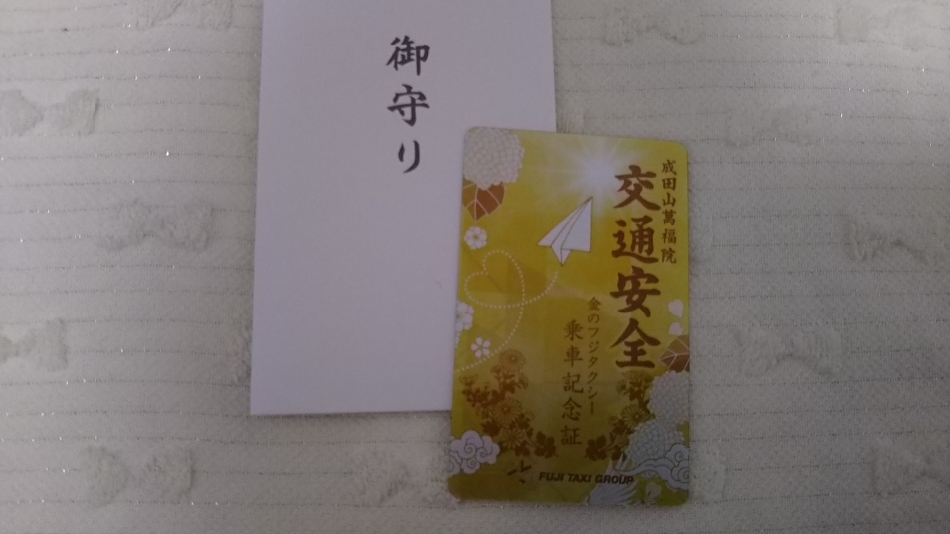 御守り
成田山萬福院
交通安全
金のフジタクシー
乗車記念証
FUJI TAXI GROUP